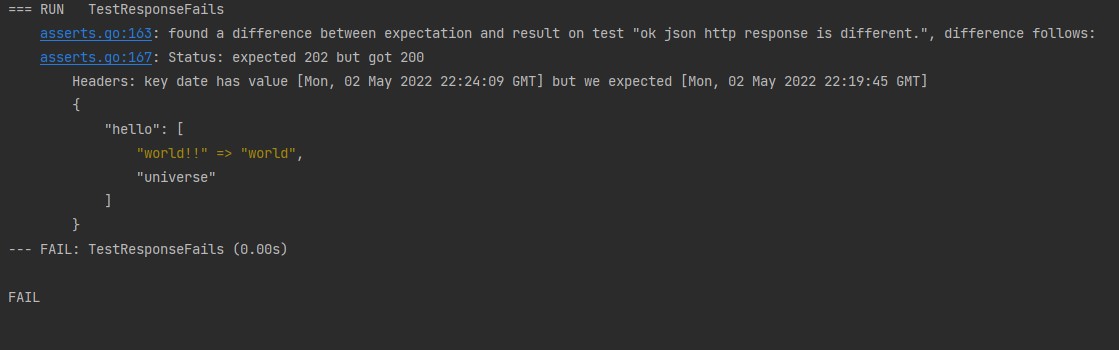 === RUN   TestResponseFails
    asserts.go:163: found a difference between expectation and result on test "ok json http response is different.", difference follows:
    asserts.go:167: Status: expected 202 but got 200
        Headers: key date has value [Mon, 02 May 2022 22:24:09 GMT] but we expected [Mon, 02 May 2022 22:19:45 GMT]
        {
            "hello": [
                "world!!" => "world",
                "universe"
            ]
        }
--- FAIL: TestResponseFails (0.00s)
FAIL